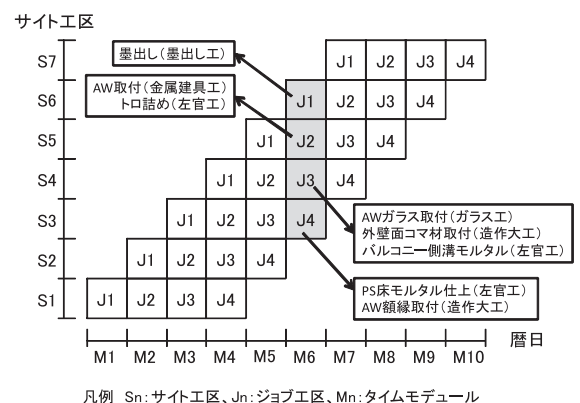 サイト工区
墨出し(墨出し工)
S7 J1 J2 J3 J4
AW取付(金属建具工)
トロ詰め(左官工)
S6 J1 J2 J3 J4
S5 J1 J2 J3 J4
S4 J1 J2 J3 J4
AWガラス取付(ガラス工)
外壁面コマ材取付(造作大工)
バルコニー側溝モルタル(左官工)
S3 J1 J2 J3 J4
S2 J1 J2 J3 J4
PS床モルタル仕上(左官工)
AW額縁取付(造作大工)
S1 J1 J2 J3 J4
暦日
M1 M2 M3 M4 M5 M6 M7 M8 M9 M10
凡例 Sn:サイト工区、Jn:ジョブ工区、Mn:タイムモデュール